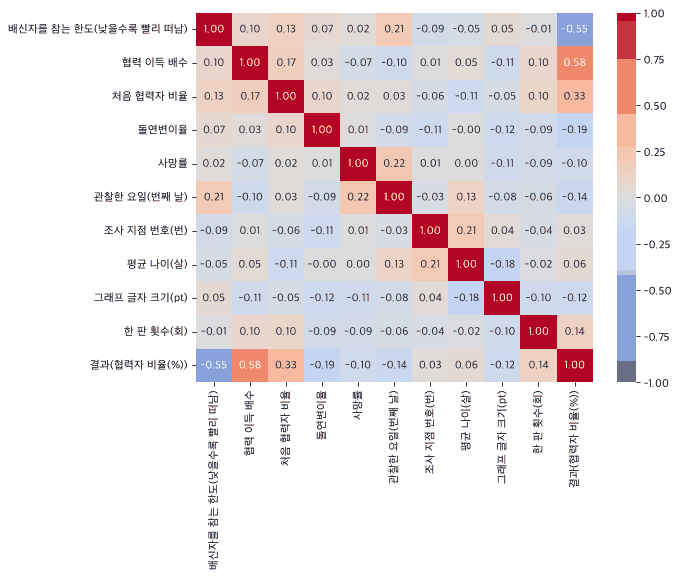 배신자를 참는 한도(낮을수록 빨리 떠남) 1.00 0.10 0.13 0.07 0.02 0.21 -0.09 -0.05 0.05 -0.01 -0.55
협력 이득 배수 0.10 1.00 0.17 0.03 -0.07 -0.10 0.01 0.05 -0.11 0.10 0.58
처음 협력자 비율 0.13 0.17 1.00 0.10 0.02 0.03 -0.06 -0.11 -0.05 0.10 0.33
돌연변이율 0.07 0.03 0.10 1.00 0.01 -0.09 -0.11 -0.00 -0.12 -0.09 -0.19
사망률 0.02 -0.07 0.02 0.01 1.00 0.22 0.01 0.00 -0.11 -0.09 -0.10
관찰한 요일(번째 날) 0.21 -0.10 0.03 -0.09 0.22 1.00 -0.03 0.13 -0.08 -0.06 -0.14
조사 지점 번호(번) -0.09 0.01 -0.06 -0.11 0.01 -0.03 1.00 0.21 0.04 -0.04 0.03
평균 나이(살) -0.05 0.05 -0.11 -0.00 0.00 0.13 0.21 1.00 -0.18 -0.02 0.06
그래프 글자 크기(pt) 0.05 -0.11 -0.05 -0.12 -0.11 -0.08 0.04 -0.18 1.00 -0.10 -0.12
한 판 횟수(회) -0.01 0.10 0.10 -0.09 -0.09 -0.06 -0.04 -0.02 -0.10 1.00 0.14
결과(협력자 비율(%)) -0.55 0.58 0.33 -0.19 -0.10 -0.14 0.03 0.06 -0.12 0.14 1.00
배신자를 참는 한도(낮을수록 빨리 떠남)
협력 이득 배수
처음 협력자 비율
돌연변이율
사망률
관찰한 요일(번째 날)
조사 지점 번호(번)
평균 나이(살)
그래프 글자 크기(pt)
한 판 횟수(회)
결과(협력자 비율(%))
1.00
0.75
0.50
0.25
0.00
-0.25
-0.50
-0.75
-1.00